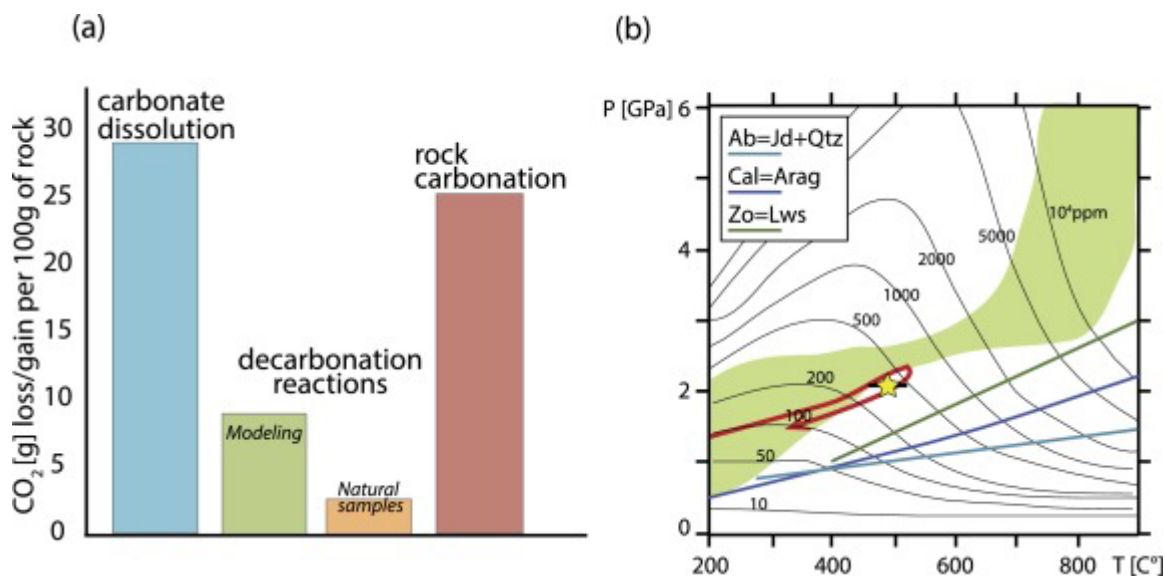 (a)
CO2 [g] loss/gain per 100g of rock
30
25
20
15
10
5
0
carbonate
dissolution
decarbonation
reactions
Modeling
Natural
samples
rock
carbonation
(b)
P [GPa]
6
4
2
0
Ab=Jd+Qtz
Cal=Arag
Zo=Lws
10⁴ppm
5000
2000
1000
500
200
100
50
10
200
400
600
800
T [C°]